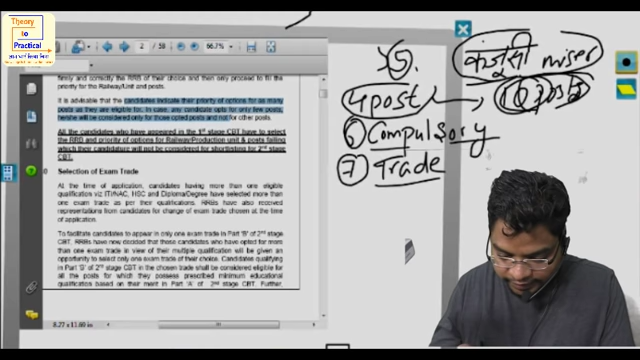 Theory
to
Practical
2 / 58
66.7%
firmly and correctly the RRB of their choice and then only proceed to fill the
priority for the Railway/Unit and posts.
It is advisable that the candidates indicate their priority of options for as many
posts as they are eligible for. In case, any candidate opts for only few posts,
he/she will be considered only for those opted posts and not for other posts.
All the candidates who have appeared in the 1st stage CBT have to select
the RRB and priority of options for Railway/Production unit & posts failing
which their candidature will not be considered for shortlisting for 2nd stage
CBT.
Selection of Exam Trade
At the time of application, candidates having more than one eligible
qualification viz ITI/NAC, HSC and Diploma/Degree have selected more
than one exam trade as per their qualifications. RRBs have also received
representations from candidates for change of exam trade chosen at the time
of application.
To facilitate candidates to appear in only one exam trade in Part 'B' of 2nd stage
CBT, RRBs have now decided that those candidates who have opted for
more than one exam trade in view of their multiple qualification will be given an
opportunity to select only one exam trade of their choice. Candidates qualifying
in Part 'B' of 2nd stage CBT in the chosen trade shall be considered eligible for
all the posts for which they possess prescribed minimum educational
qualification based on their merit in Part 'A' of 2nd stage CBT. Further,
8.27 x 11.69 in
5
कंजूसी miser
post
6 Compulsory
7 Trade